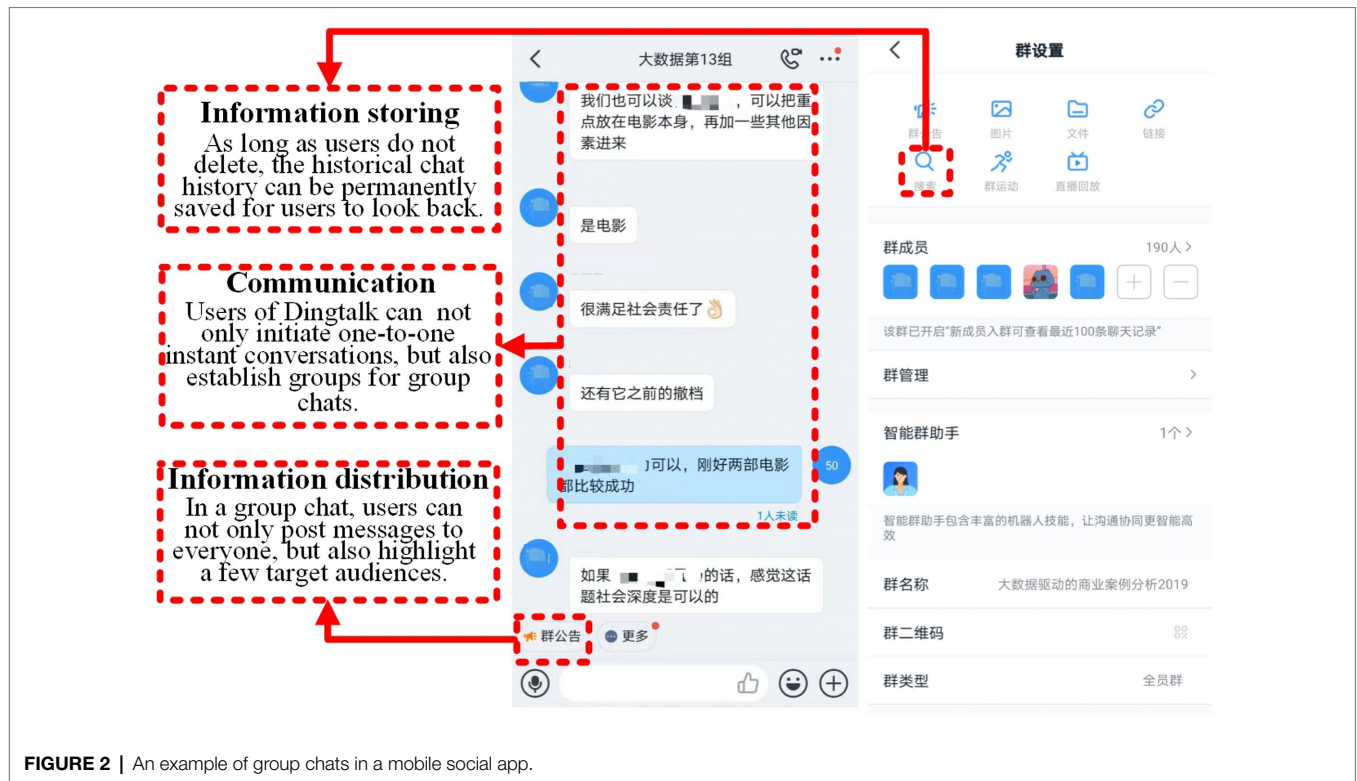 Information storing
As long as users do not
delete, the historical chat
history can be permanently
saved for users to look back.
Communication
Users of Dingtalk can not
only initiate one-to-one
instant conversations, but also
establish groups for group
chats.
Information distribution
In a group chat, users can
not only post messages to
everyone, but also highlight
a few target audiences.
大数据第13组
我们也可以谈 ，可以把重
点放在电影本身，再加一些其他因
素进来
是电影
很满足社会责任了👌
还有它之前的撤档
可以，刚好两部电影
都比较成功
50
1人未读
如果 的话，感觉这话
题社会深度是可以的
群公告
更多
群设置
群公告
图片
文件
链接
搜索
群运动
直播回放
群成员
190人 >
该群已开启"新成员入群可查看最近100条聊天记录"
群管理 >
智能群助手
1个 >
智能群助手包含丰富的机器人技能，让沟通协同更智能高
效
群名称
大数据驱动的商业案例分析2019
群二维码
群类型
全员群
FIGURE 2 | An example of group chats in a mobile social app.